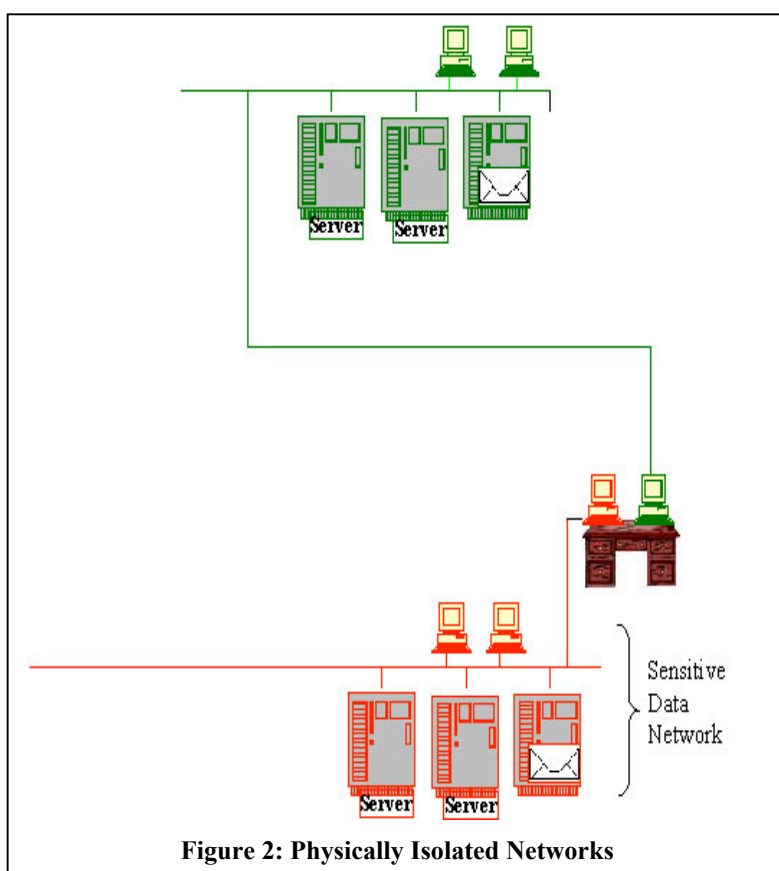 Server
Server
Sensitive
Data
Network
Server
Server
Figure 2: Physically Isolated Networks